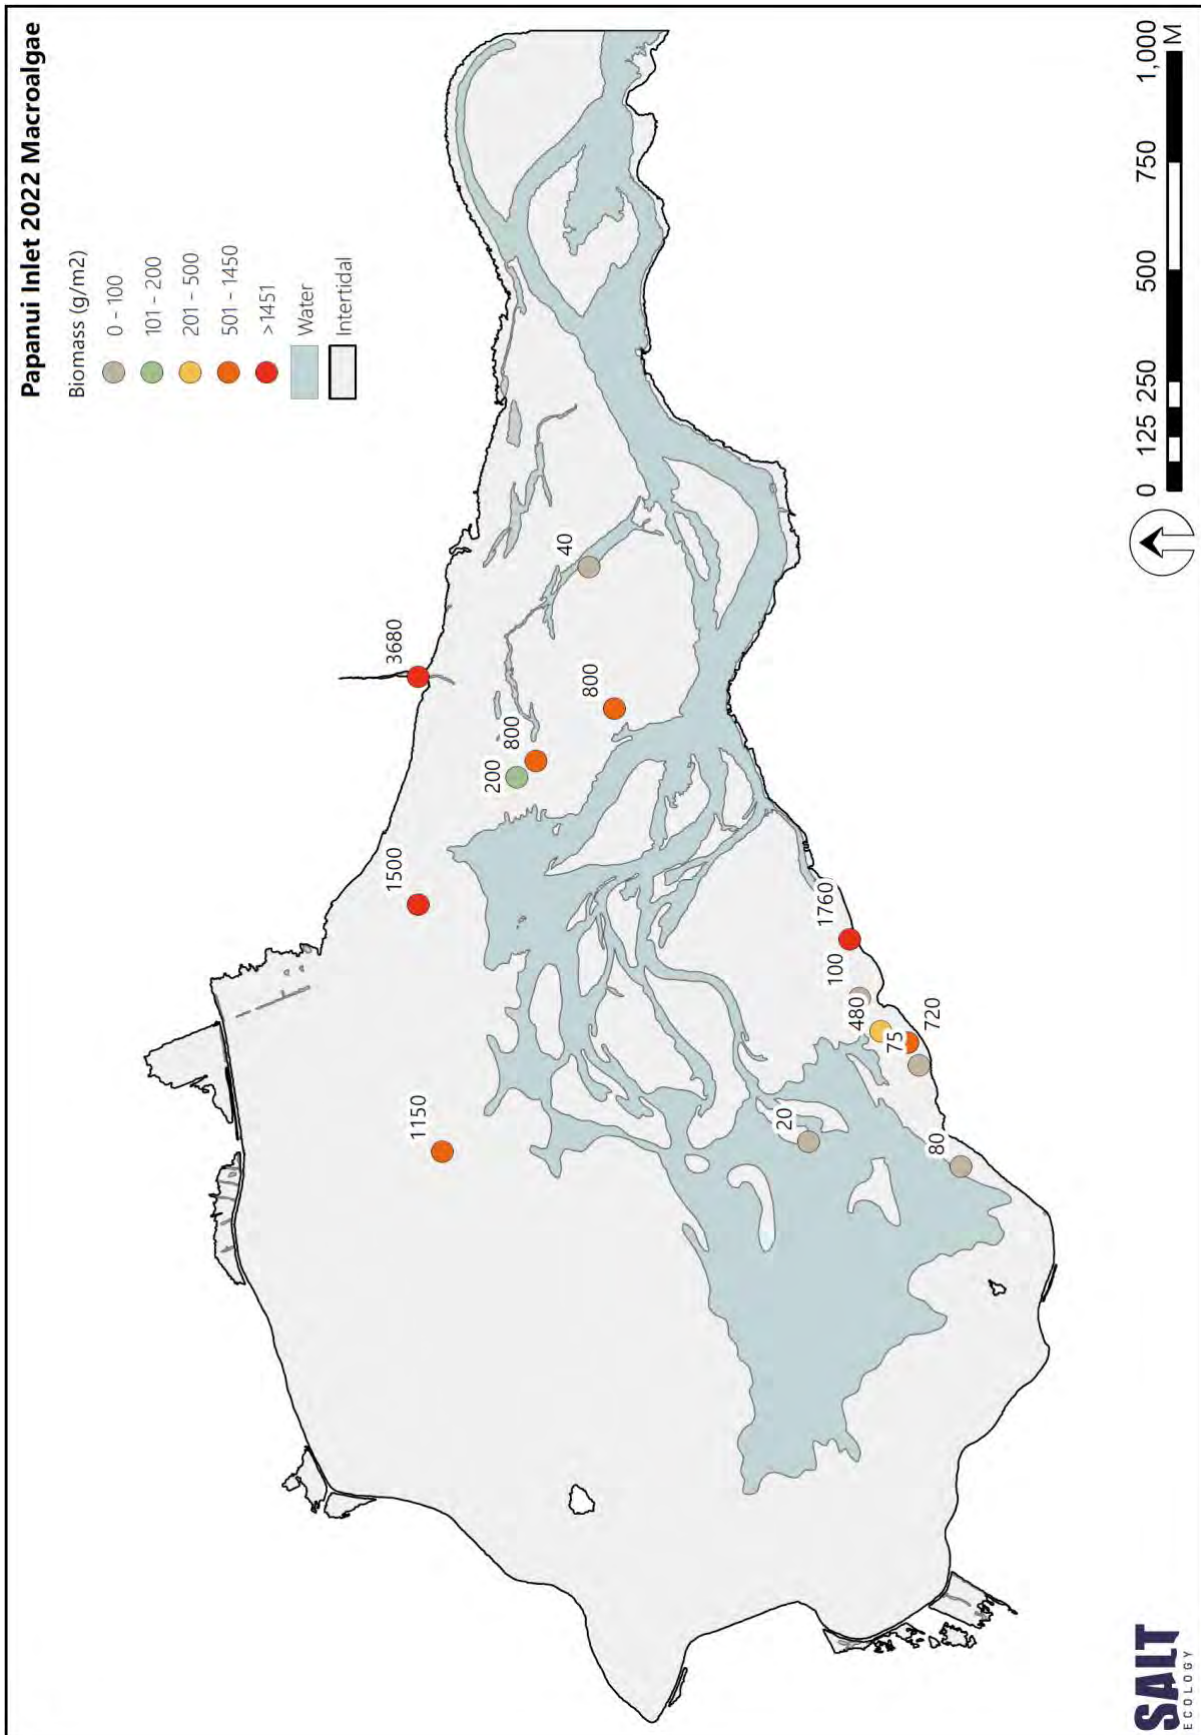 Papanui Inlet 2022 Macroalgae
Biomass (g/m2)
0 - 100
101 - 200
201 - 500
501 - 1450
>1451
Water
Intertidal
3680
40
800
800
200
1500
1150
1760
100
480
75
720
20
80
0 125 250 500 750 1,000
M
SALT
ECOLOGY